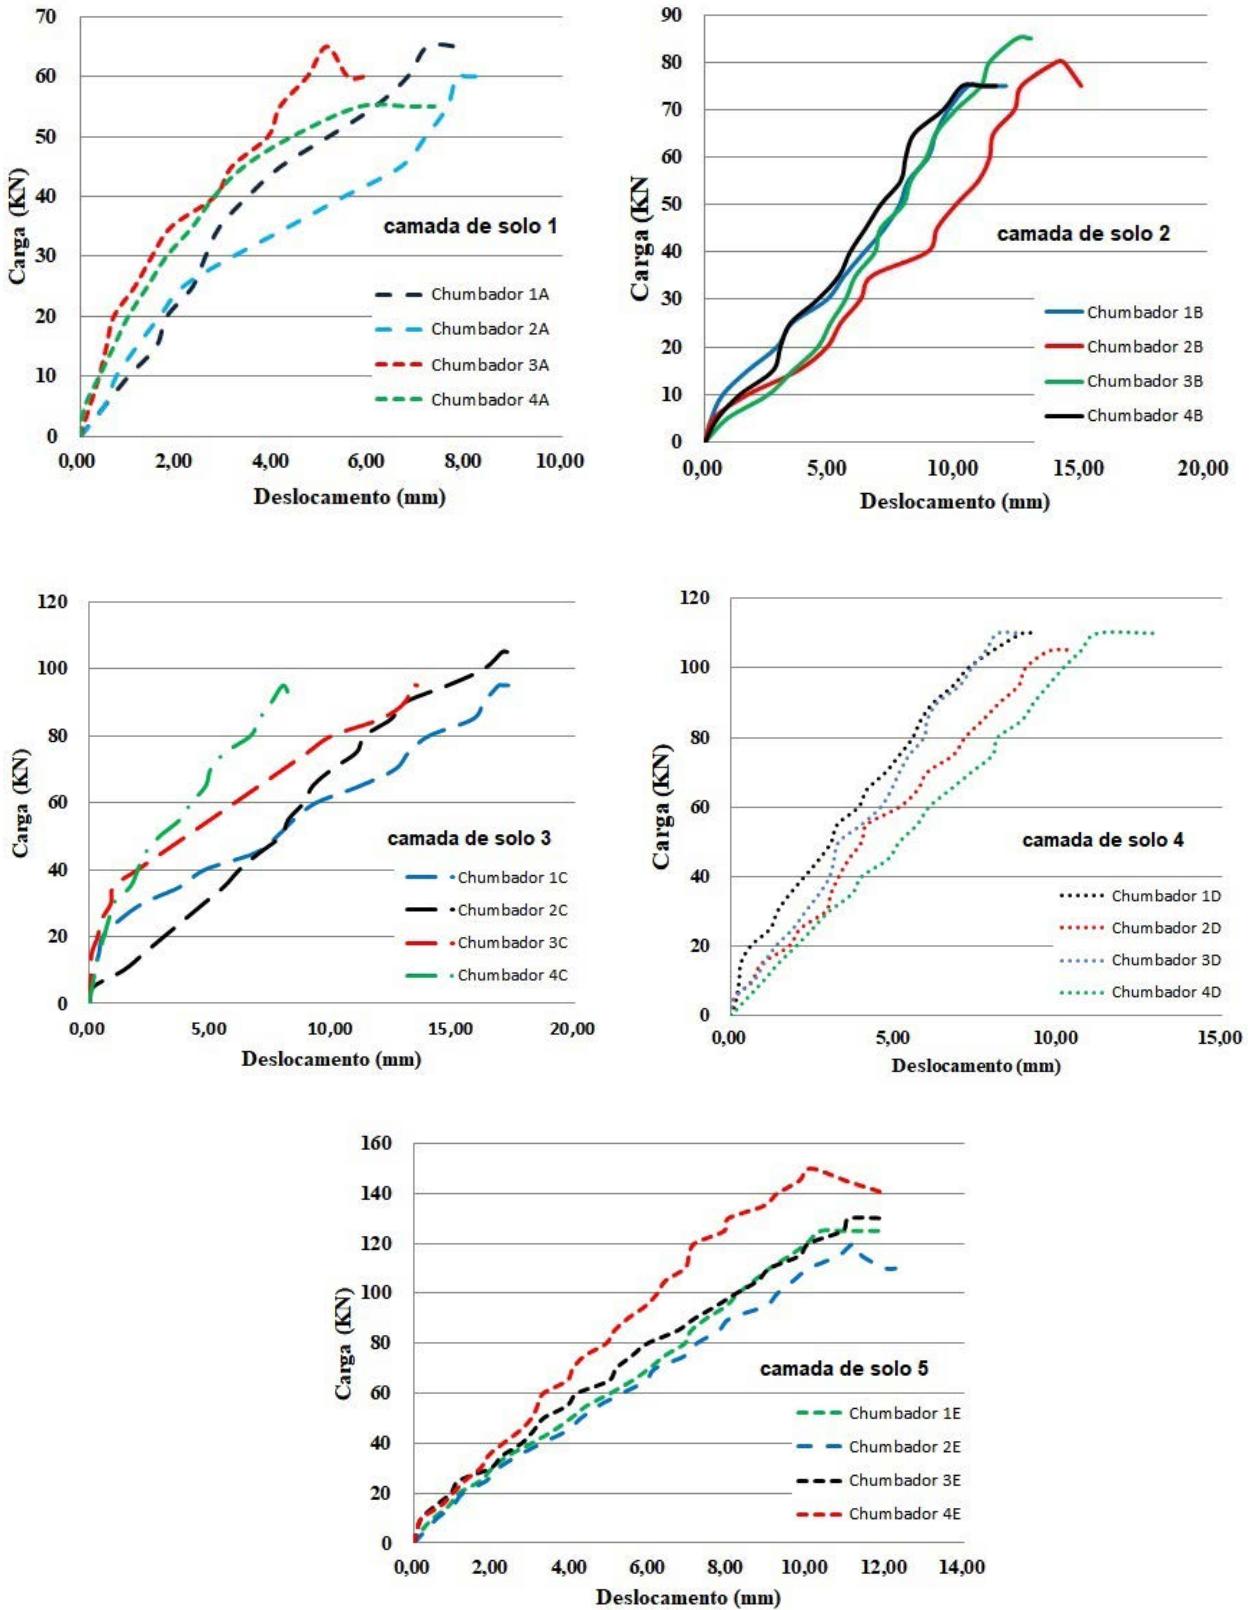 70
60
50
40
30
20
10
0
Carga (KN)
camada de solo 1
Chumbador 1A
Chumbador 2A
Chumbador 3A
Chumbador 4A
0,00 2,00 4,00 6,00 8,00 10,00
Deslocamento (mm)
90
80
70
60
50
40
30
20
10
0
Carga (KN
camada de solo 2
Chumbador 1B
Chumbador 2B
Chumbador 3B
Chumbador 4B
0,00 5,00 10,00 15,00 20,00
Deslocamento (mm)
120
100
80
60
40
20
0
Carga (KN)
camada de solo 3
Chumbador 1C
Chumbador 2C
Chumbador 3C
Chumbador 4C
0,00 5,00 10,00 15,00 20,00
Deslocamento (mm)
120
100
80
60
40
20
0
Carga (KN)
camada de solo 4
Chumbador 1D
Chumbador 2D
Chumbador 3D
Chumbador 4D
0,00 5,00 10,00 15,00
Deslocamento (mm)
160
140
120
100
80
60
40
20
0
Carga (KN)
camada de solo 5
Chumbador 1E
Chumbador 2E
Chumbador 3E
Chumbador 4E
0,00 2,00 4,00 6,00 8,00 10,00 12,00 14,00
Deslocamento (mm)